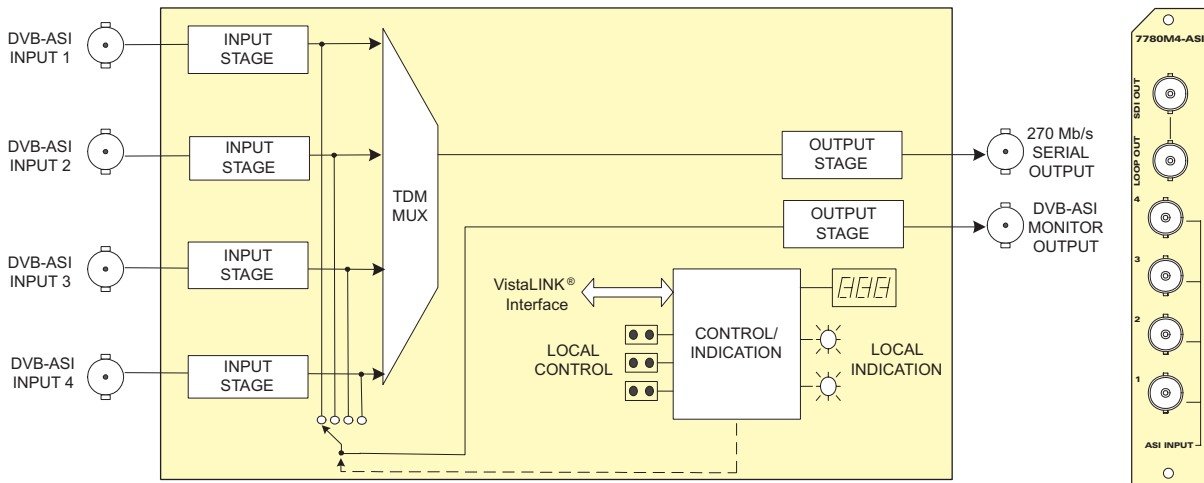 DVB-ASI
INPUT 1
INPUT
STAGE
DVB-ASI
INPUT 2
INPUT
STAGE
DVB-ASI
INPUT 3
INPUT
STAGE
DVB-ASI
INPUT 4
INPUT
STAGE
TDM
MUX
OUTPUT
STAGE
270 Mb/s
SERIAL
OUTPUT
OUTPUT
STAGE
DVB-ASI
MONITOR
OUTPUT
VistaLINK®
Interface
LOCAL
CONTROL
CONTROL/
INDICATION
LOCAL
INDICATION
7780M4-ASI
SDI OUT
LOOP OUT
4
3
2
1
ASI INPUT